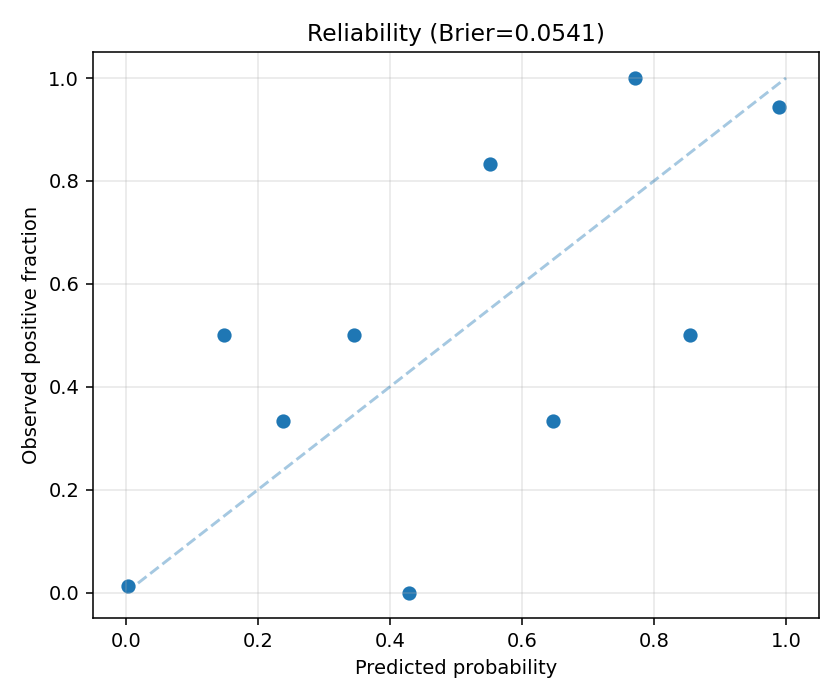 Reliability (Brier=0.0541)
1.0
0.8
0.6
0.4
0.2
0.0
Observed positive fraction
0.0 0.2 0.4 0.6 0.8 1.0
Predicted probability